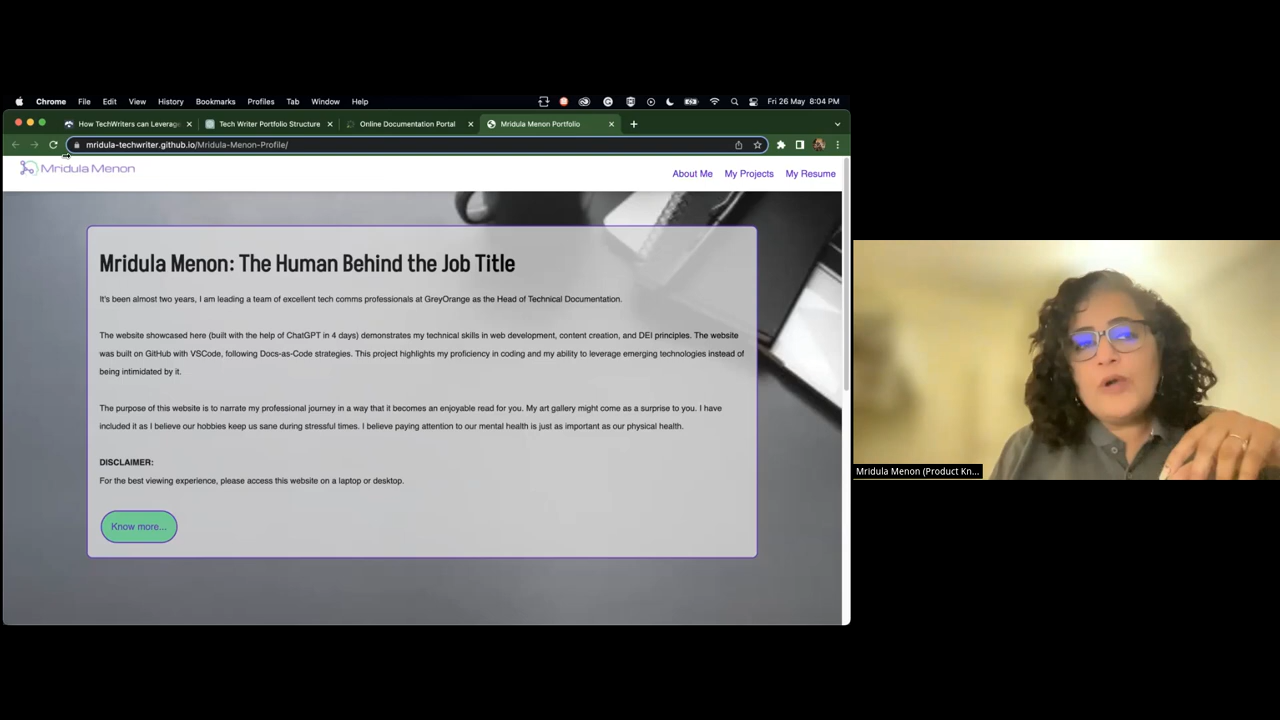 Chrome File Edit View History Bookmarks Profiles Tab Window Help Fri 26 May 8:04 PM
How TechWriters can Leverage Tech Writer Portfolio Structure Online Documentation Portal Mridula Menon Portfolio
mridula-techwriter.github.io/Mridula-Menon-Profile/
Mridula Menon About Me My Projects My Resume
Mridula Menon: The Human Behind the Job Title
It's been almost two years, I am leading a team of excellent tech comms professionals at GreyOrange as the Head of Technical Documentation.
The website showcased here (built with the help of ChatGPT in 4 days) demonstrates my technical skills in web development, content creation, and DEI principles. The website
was built on GitHub with VSCode, following Docs-as-Code strategies. This project highlights my proficiency in coding and my ability to leverage emerging technologies instead of
being intimidated by it.
The purpose of this website is to narrate my professional journey in a way that it becomes an enjoyable read for you. My art gallery might come as a surprise to you. I have
included it as I believe our hobbies keep us sane during stressful times. I believe paying attention to our mental health is just as important as our physical health.
DISCLAIMER:
For the best viewing experience, please access this website on a laptop or desktop.
Know more...
Mridula Menon (Product Kn...